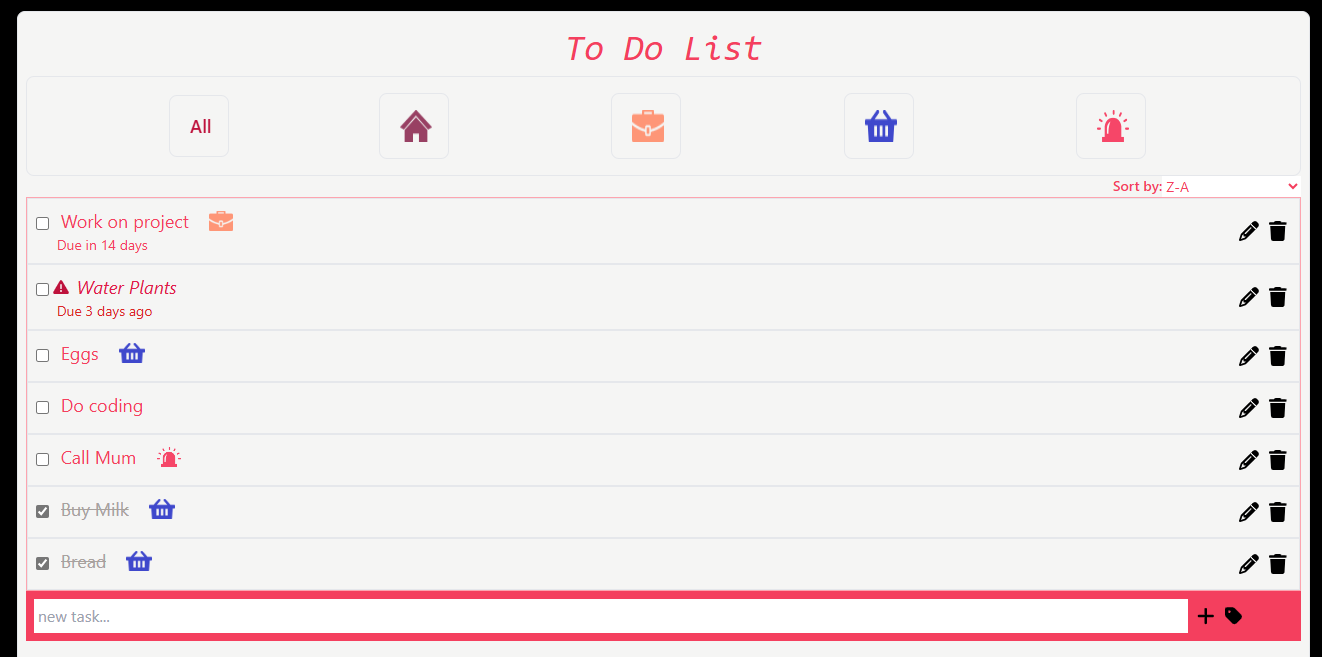 To Do List
All
Sort by: Z-A
Work on project
Due in 14 days
Water Plants
Due 3 days ago
Eggs
Do coding
Call Mum
Buy Milk
Bread
new task...